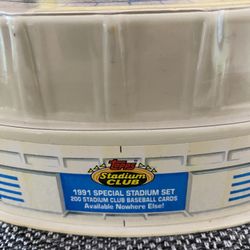 Topps
Stadium
CLUB
1991 SPECIAL STADIUM SET
200 STADIUM CLUB BASEBALL CARDS
Available Nowhere Else!